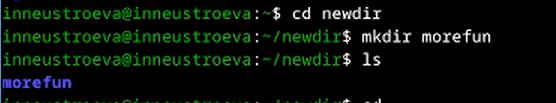 inneustroeva@inneustroeva:~$ cd newdir
inneustroeva@inneustroeva:~/newdir$ mkdir morefun
inneustroeva@inneustroeva:~/newdir$ ls
morefun